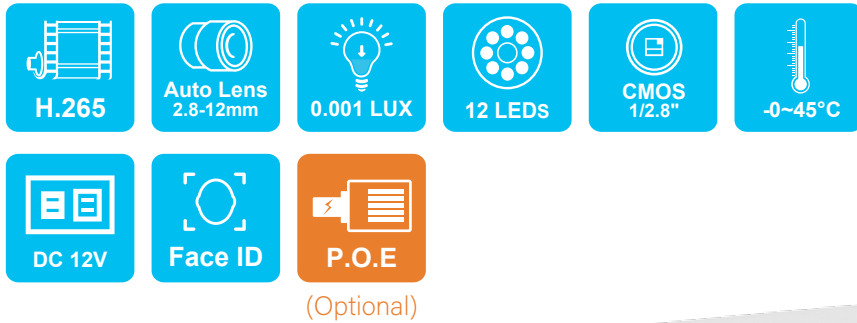 H.265
Auto Lens
2.8-12mm
0.001 LUX
12 LEDs
CMOS
1/2.8"
-0~45°C
DC 12V
Face ID
P.O.E
(Optional)